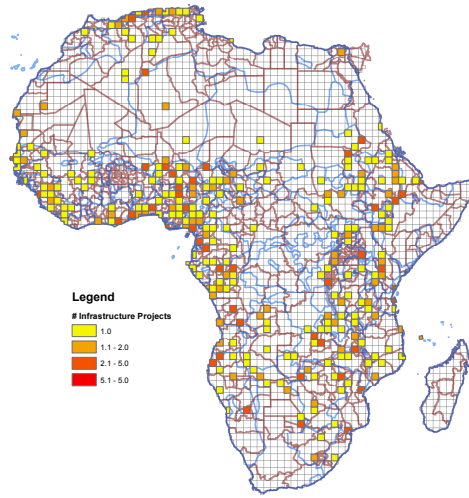 Legend
# Infrastructure Projects
1.0
1.1 - 2.0
2.1 - 5.0
5.1 - 5.0